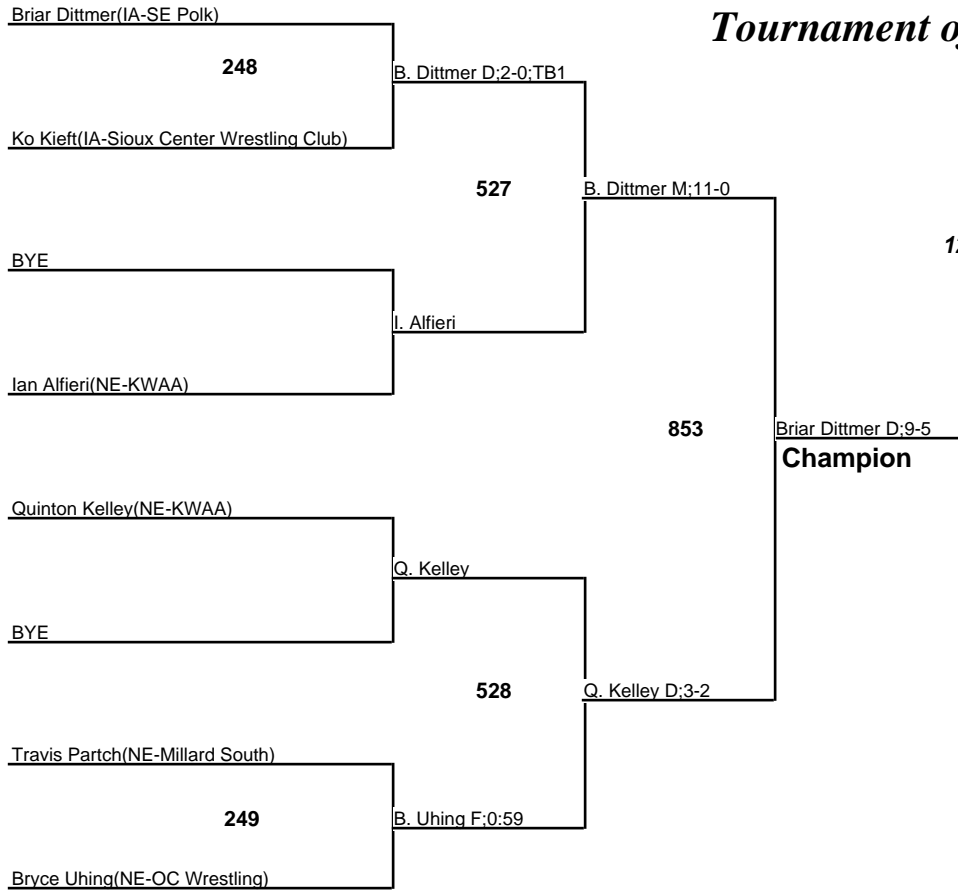 Briar Dittmer(IA-SE Polk)
Tournament o
248
B. Dittmer D;2-0;TB1
Ko Kieft(IA-Sioux Center Wrestling Club)
527
B. Dittmer M;11-0
BYE
I. Alfieri
Ian Alfieri(NE-KWAA)
853
Briar Dittmer D;9-5
Champion
Quinton Kelley(NE-KWAA)
Q. Kelley
BYE
528
Q. Kelley D;3-2
Travis Partch(NE-Millard South)
249
B. Uhing F;0:59
Bryce Uhing(NE-OC Wrestling)